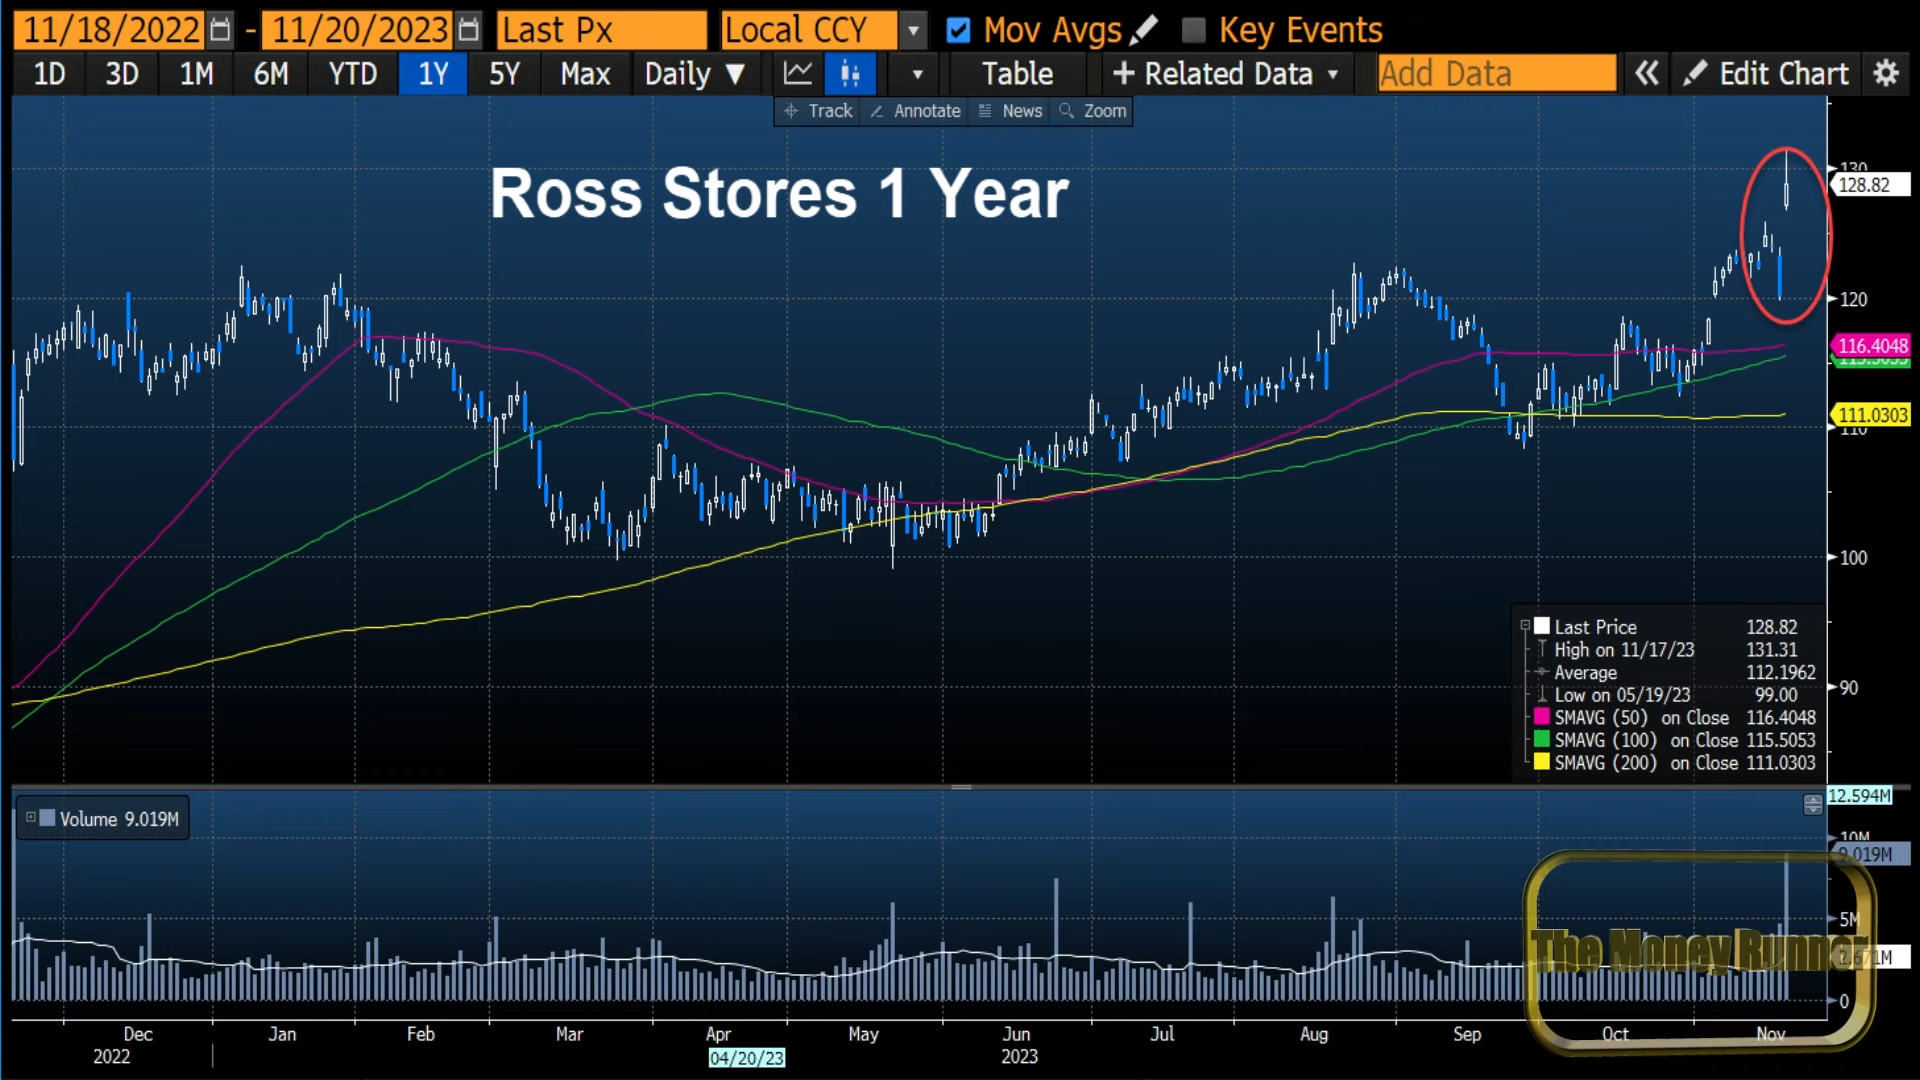 11/18/2022 - 11/20/2023 Last Px Local CCY Mov Avgs Key Events
1D 3D 1M 6M YTD 1Y 5Y Max Daily Table + Related Data Add Data Edit Chart
Track Annotate News Zoom
Ross Stores 1 Year
130
128.82
120
116.4048
115.5053
111.0303
110
100
90
Last Price 128.82
High on 11/17/23 131.31
Average 112.1962
Low on 05/19/23 99.00
SMAVG (50) on Close 116.4048
SMAVG (100) on Close 115.5053
SMAVG (200) on Close 111.0303
12.594M
Volume 9.019M
10M
9.019M
5M
The Money Runner
0
Dec Jan Feb Mar Apr May Jun Jul Aug Sep Oct Nov
2022 04/20/23 2023